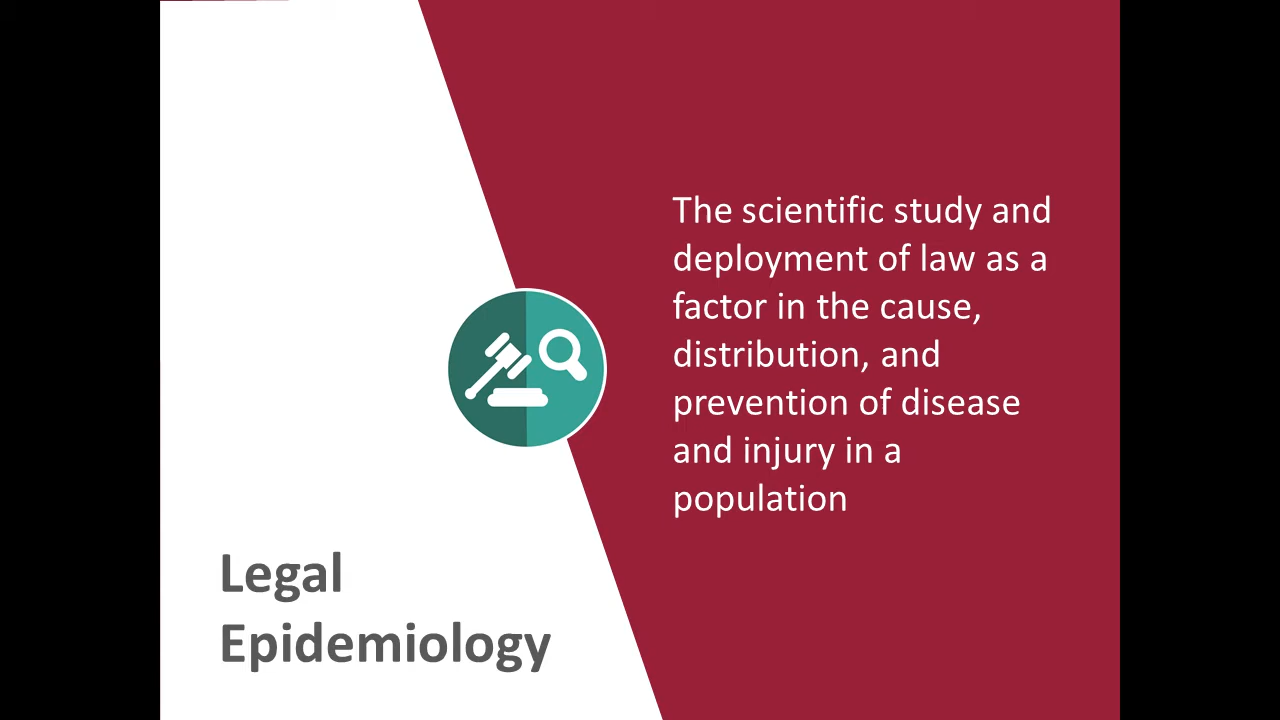 The scientific study and
deployment of law as a
factor in the cause,
distribution, and
prevention of disease
and injury in a
population
Legal
Epidemiology